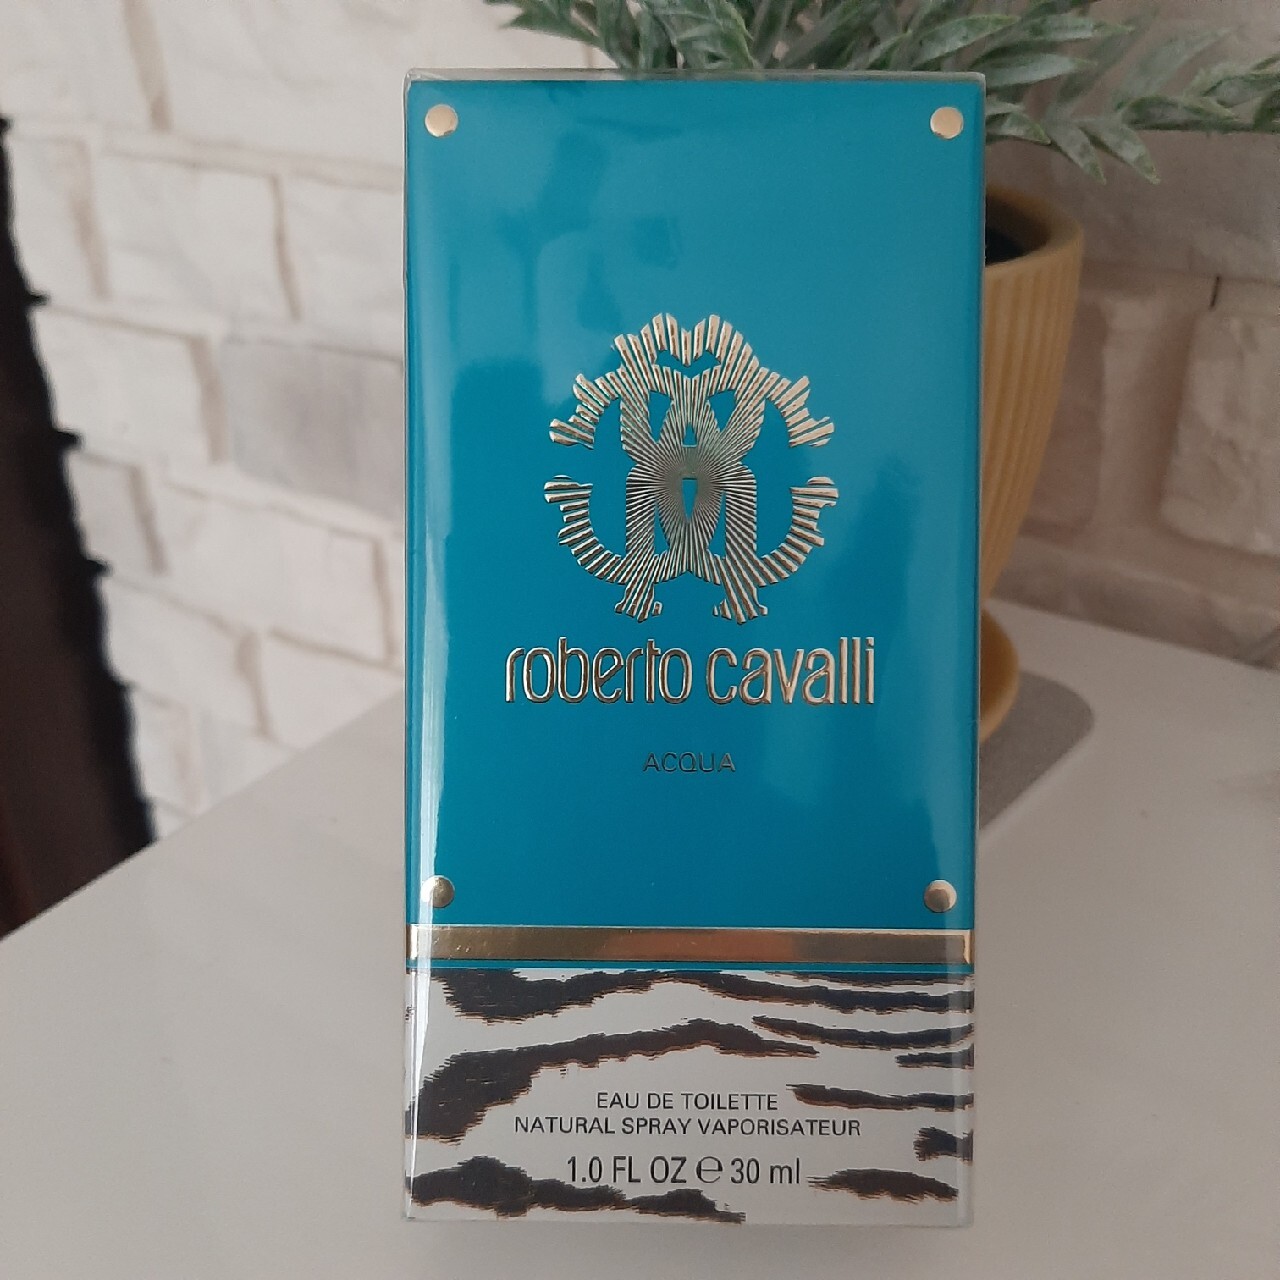 roberto cavalli
ACQUA
EAU DE TOILETTE
NATURAL SPRAY VAPORISATEUR
1.0 FL OZ ℮ 30 ml